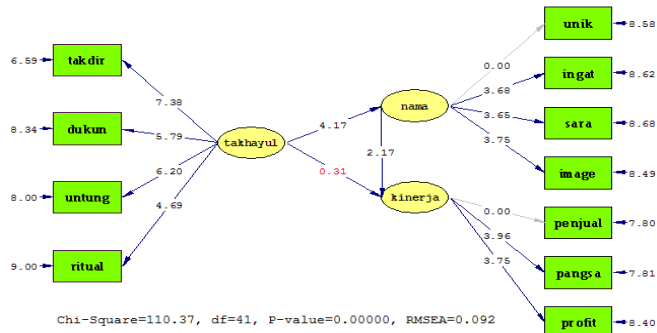 unik
8.58
6.59
takdir
0.00
ingat
8.62
7.38
nama
3.68
8.34
dukun
5.79
takhayul
4.17
3.65
sara
8.68
3.75
2.17
image
8.49
8.00
untung
6.20
0.31
kinerja
4.69
0.00
penjual
7.80
9.00
ritual
3.96
pangsa
7.81
3.75
profit
8.40
Chi-Square=110.37, df=41, P-value=0.00000, RMSEA=0.092